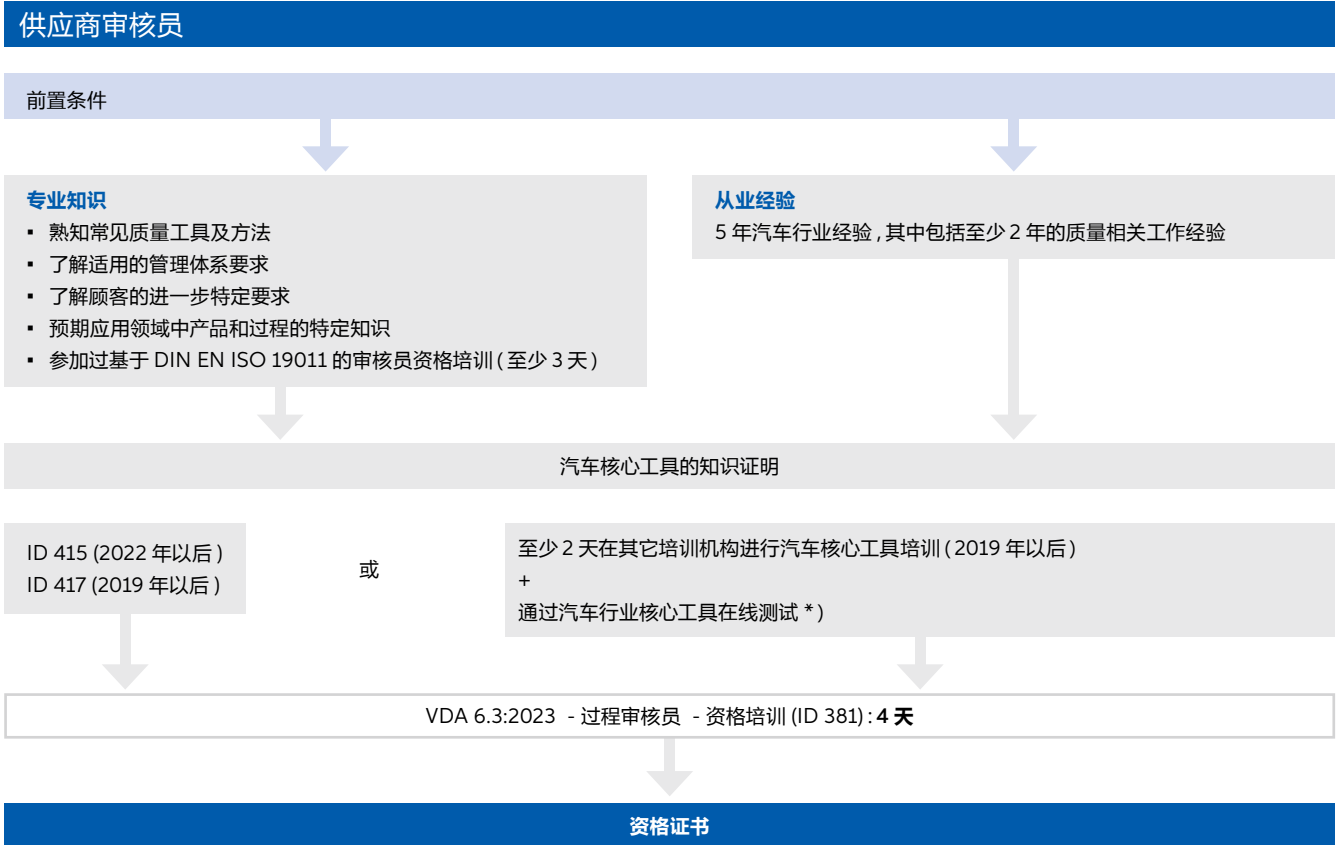 供应商审核员
前置条件
专业知识
▪ 熟知常见质量工具及方法
▪ 了解适用的管理体系要求
▪ 了解顾客的进一步特定要求
▪ 预期应用领域中产品和过程的特定知识
▪ 参加过基于 DIN EN ISO 19011 的审核员资格培训 ( 至少 3 天 )
从业经验
5 年汽车行业经验 , 其中包括至少 2 年的质量相关工作经验
汽车核心工具的知识证明
ID 415 (2022 年以后 )
ID 417 (2019 年以后 )
或
至少 2 天在其它培训机构进行汽车核心工具培训 ( 2019 年以后 )
+
通过汽车行业核心工具在线测试 * )
VDA 6.3:2023 - 过程审核员 - 资格培训 (ID 381) : 4 天
资格证书